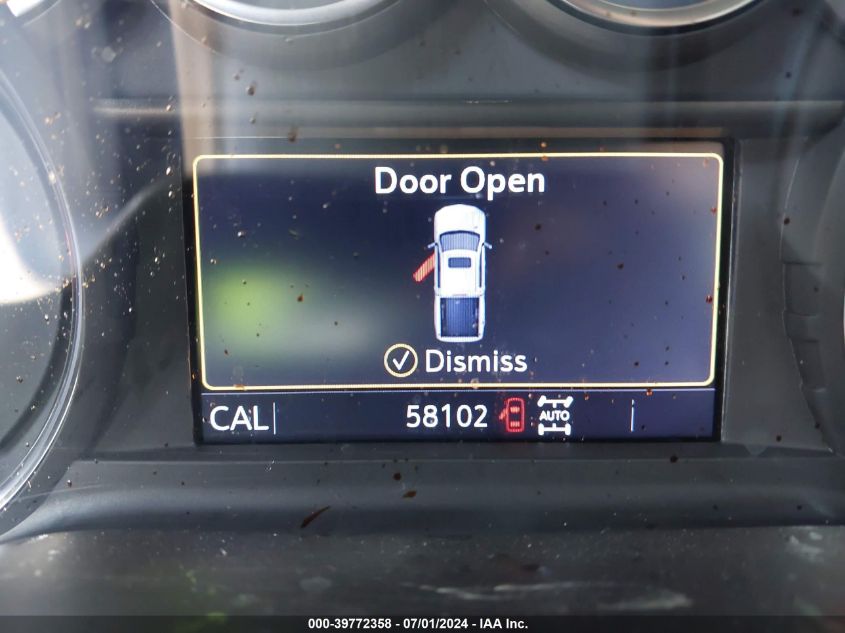 Door Open
Dismiss
CAL 58102 AUTO
000-39772358 - 07/01/2024 - IAA Inc.